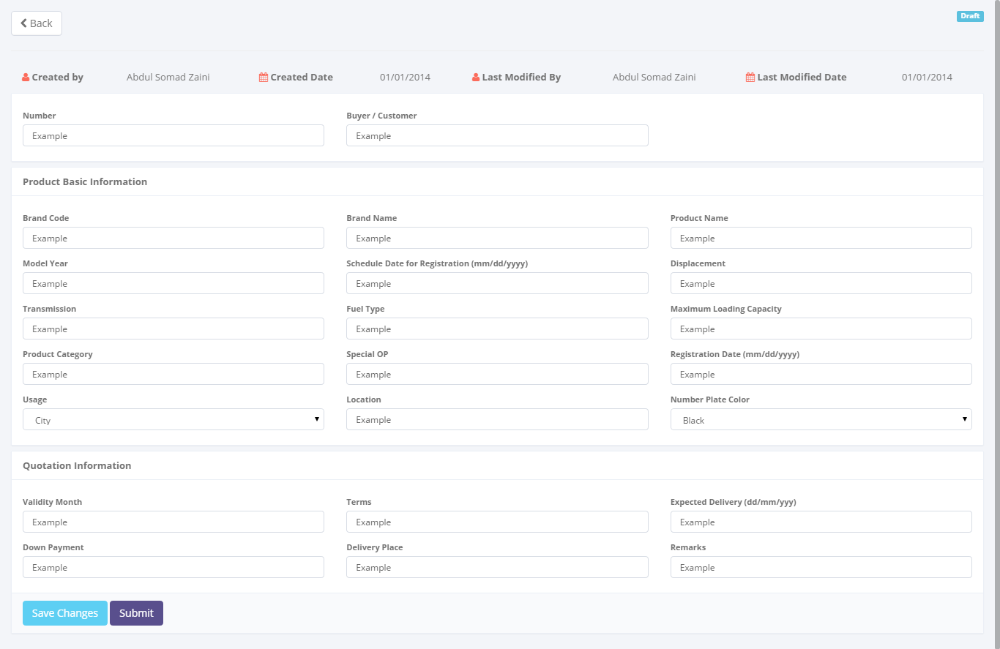 Back
Draft
Created by Abdul Somad Zaini Created Date 01/01/2014 Last Modified By Abdul Somad Zaini Last Modified Date 01/01/2014
Number Buyer / Customer
Example Example
Product Basic Information
Brand Code Brand Name Product Name
Example Example Example
Model Year Schedule Date for Registration (mm/dd/yyyy) Displacement
Example Example Example
Transmission Fuel Type Maximum Loading Capacity
Example Example Example
Product Category Special OP Registration Date (mm/dd/yyyy)
Example Example Example
Usage Location Number Plate Color
City Example Black
Quotation Information
Validity Month Terms Expected Delivery (dd/mm/yyy)
Example Example Example
Down Payment Delivery Place Remarks
Example Example Example
Save Changes Submit